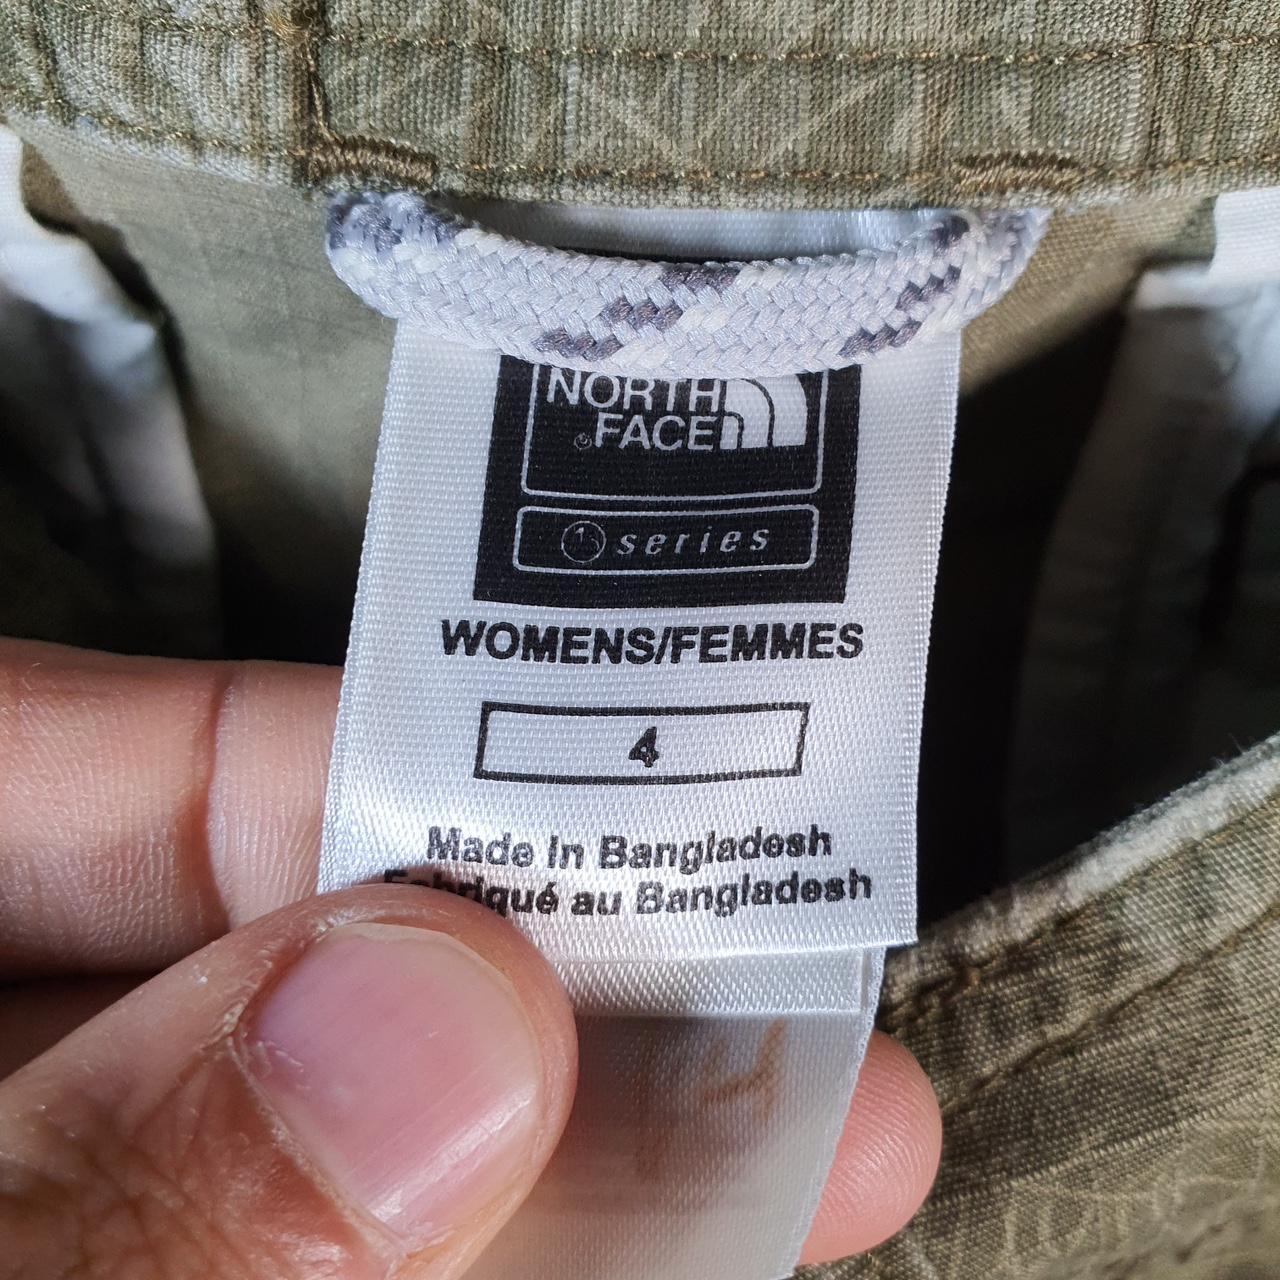 NORTH
FACE
series
WOMENS/FEMMES
4
Made In Bangladesh
Fabriqué au Bangladesh